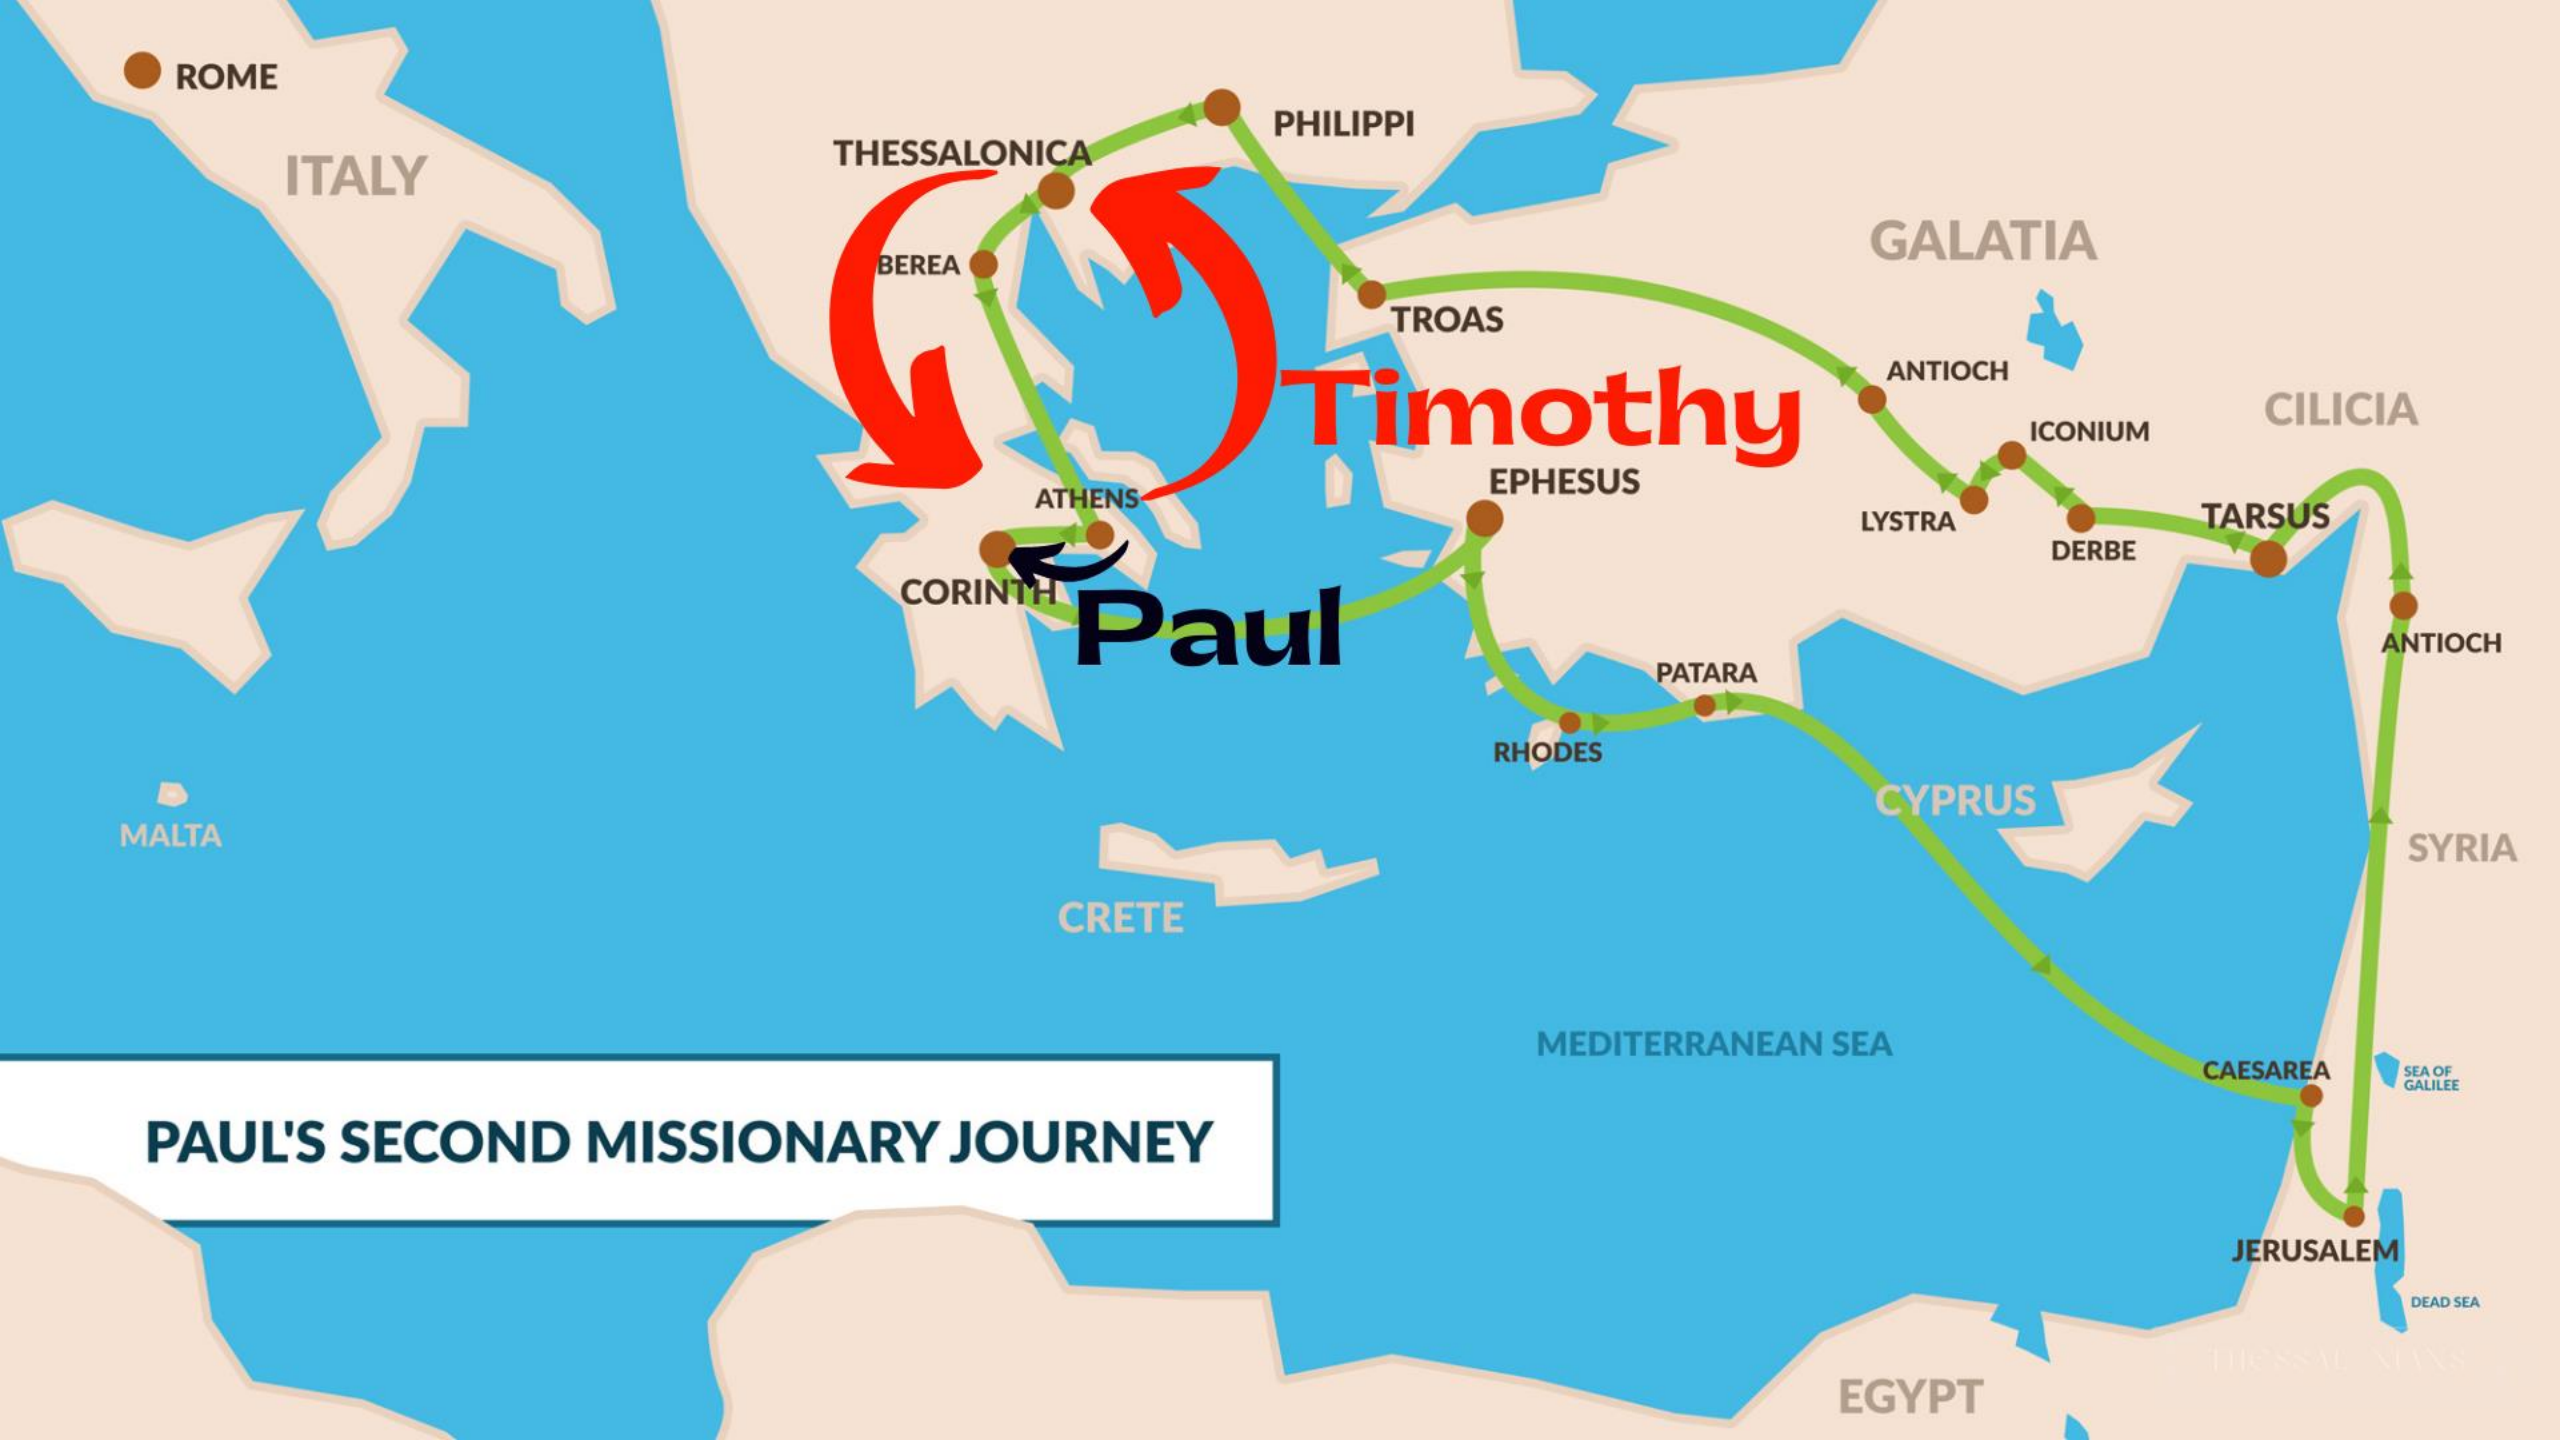 ROME
ITALY
PHILIPPI
THESSALONICA
BEREA
GALATIA
TROAS
ANTIOCH
Timothy
CILICIA
ICONIUM
EPHESUS
ATHENS
LYSTRA
TARSUS
DERBE
CORINTH
Paul
ANTIOCH
PATARA
RHODES
CYPRUS
MALTA
SYRIA
CRETE
MEDITERRANEAN SEA
CAESAREA
SEA OF
GALILEE
PAUL'S SECOND MISSIONARY JOURNEY
JERUSALEM
DEAD SEA
EGYPT